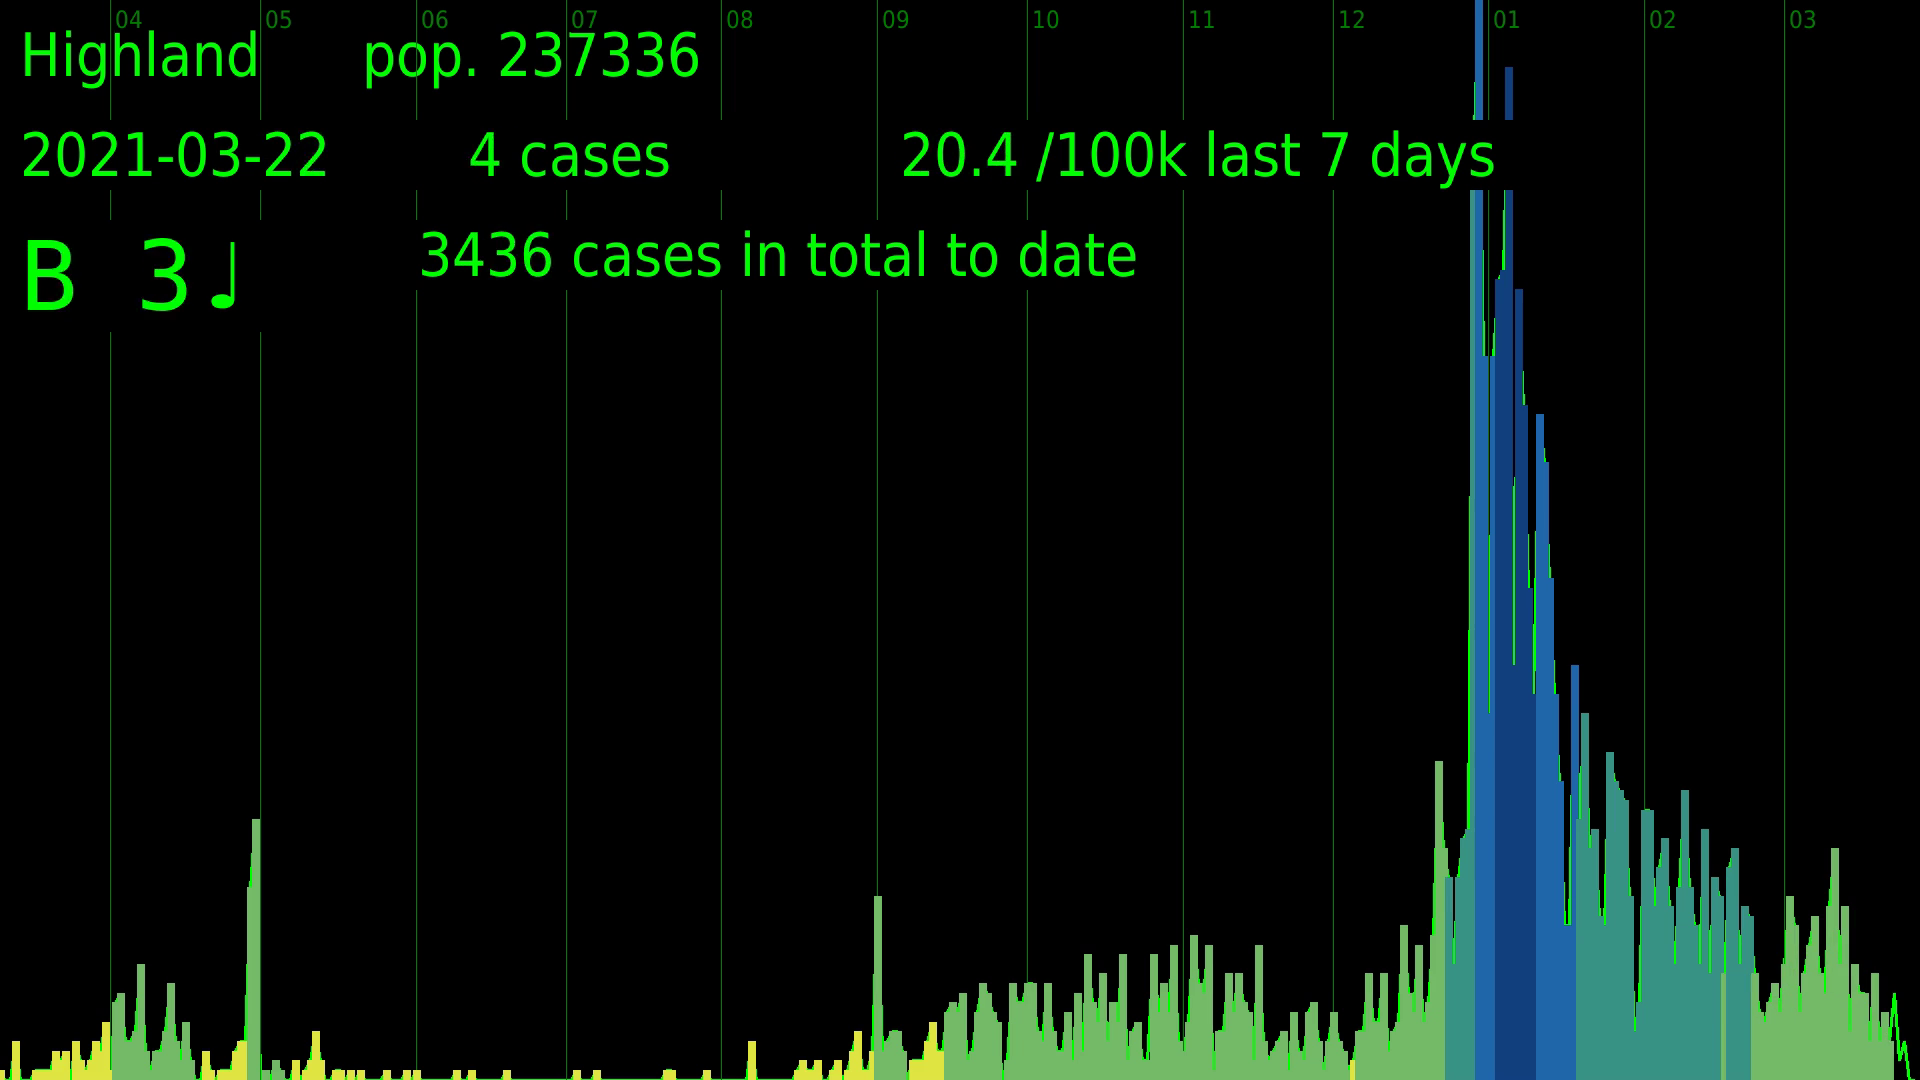 04 05 06 07 08 09 10 11 12 01 02 03
Highland pop. 237336
2021-03-22 4 cases 20.4 /100k last 7 days
B 3♩ 3436 cases in total to date